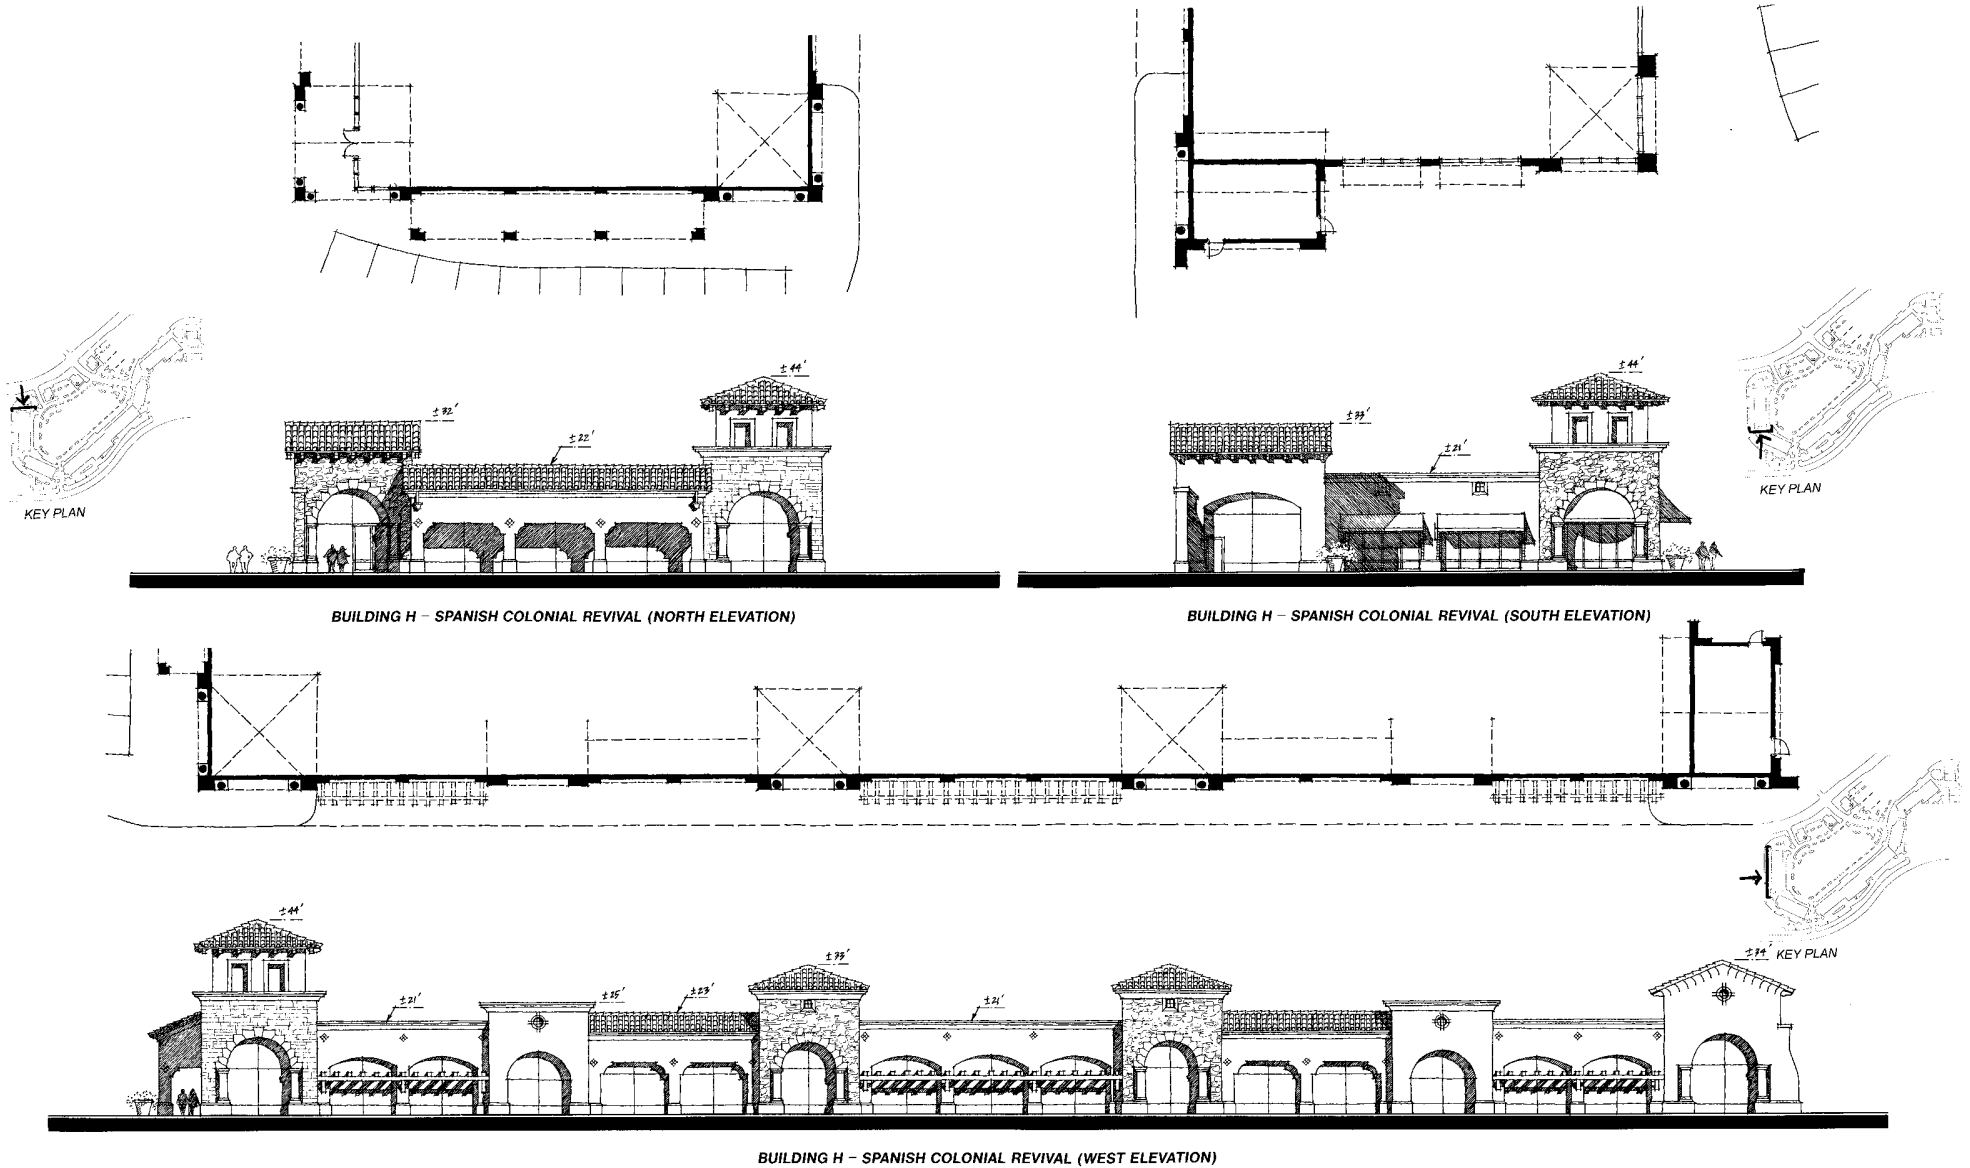 ±44'
±32'
±22'
KEY PLAN
BUILDING H – SPANISH COLONIAL REVIVAL (NORTH ELEVATION)
±44'
±33'
±21'
KEY PLAN
BUILDING H – SPANISH COLONIAL REVIVAL (SOUTH ELEVATION)
±44'
±21'
±25'
±23'
±33'
±21'
±34'
KEY PLAN
BUILDING H – SPANISH COLONIAL REVIVAL (WEST ELEVATION)